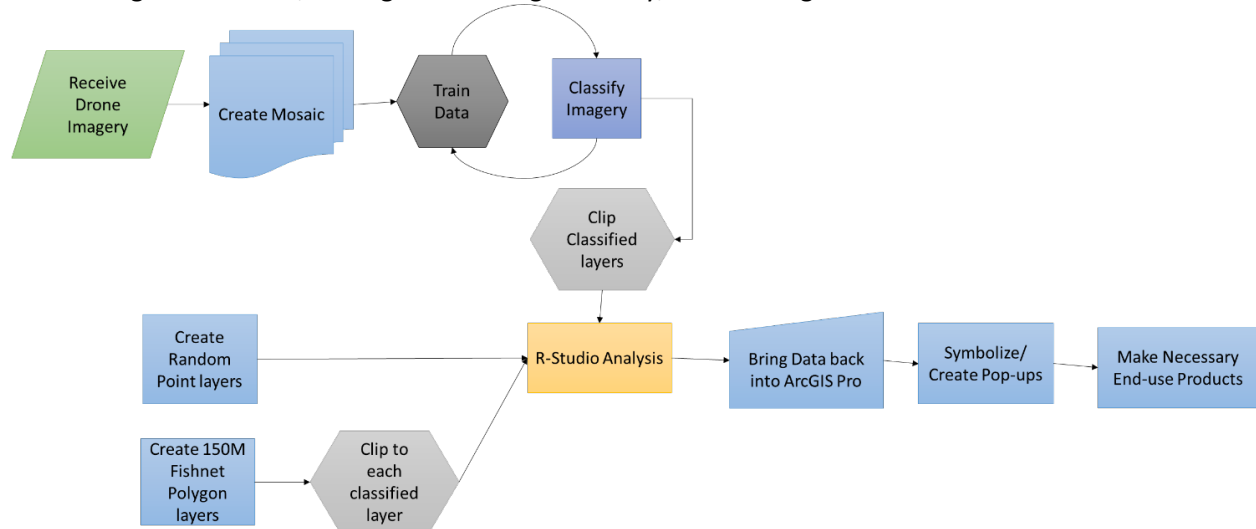 Receive
Drone
Imagery
Create Mosaic
Train
Data
Classify
Imagery
Clip
Classified
layers
Create
Random
Point layers
R-Studio Analysis
Bring Data back
into ArcGIS Pro
Symbolize/
Create Pop-ups
Make Necessary
End-use Products
Create 150M
Fishnet
Polygon
layers
Clip to
each
classified
layer